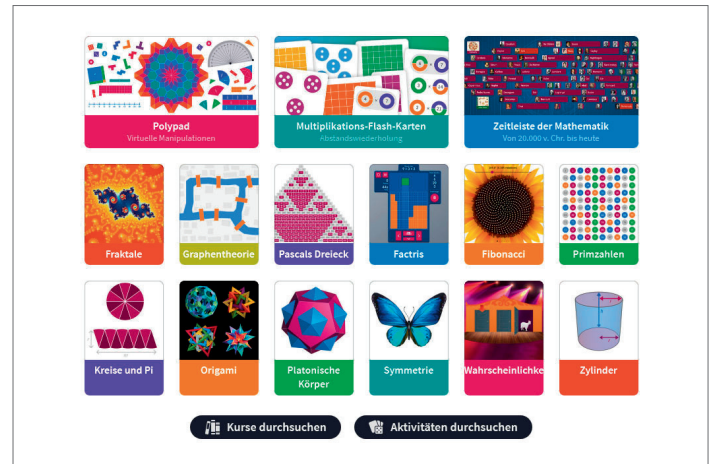 Polypad
Virtuelle Manipulationen
Multiplikations-Flash-Karten
Abstandswiederholung
Zeitleiste der Mathematik
Von 20.000 v. Chr. bis heute
Fraktale
Graphentheorie
Pascals Dreieck
Factris
Fibonacci
Primzahlen
Kreise und Pi
Origami
Platonische
Körper
Symmetrie
Wahrscheinlichke
Zylinder
Kurse durchsuchen
Aktivitäten durchsuchen